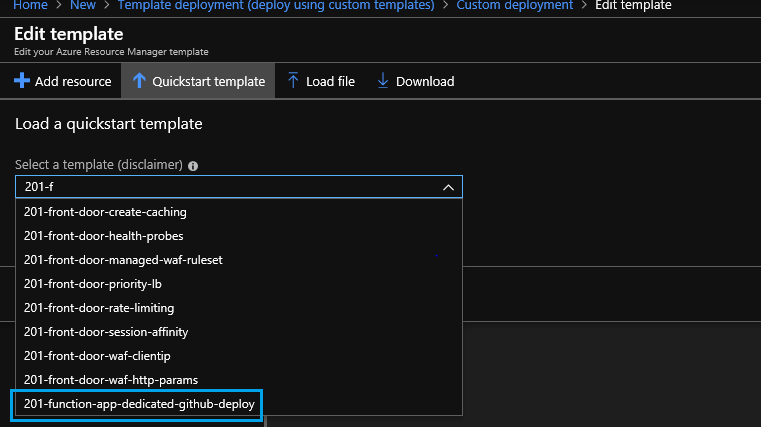 Home > New > Template deployment (deploy using custom templates) > Custom deployment > Edit template
Edit template
Edit your Azure Resource Manager template
Add resource Quickstart template Load file Download
Load a quickstart template
Select a template (disclaimer)
201-f
201-front-door-create-caching
201-front-door-health-probes
201-front-door-managed-waf-ruleset
201-front-door-priority-lb
201-front-door-rate-limiting
201-front-door-session-affinity
201-front-door-waf-clientip
201-front-door-waf-http-params
201-function-app-dedicated-github-deploy